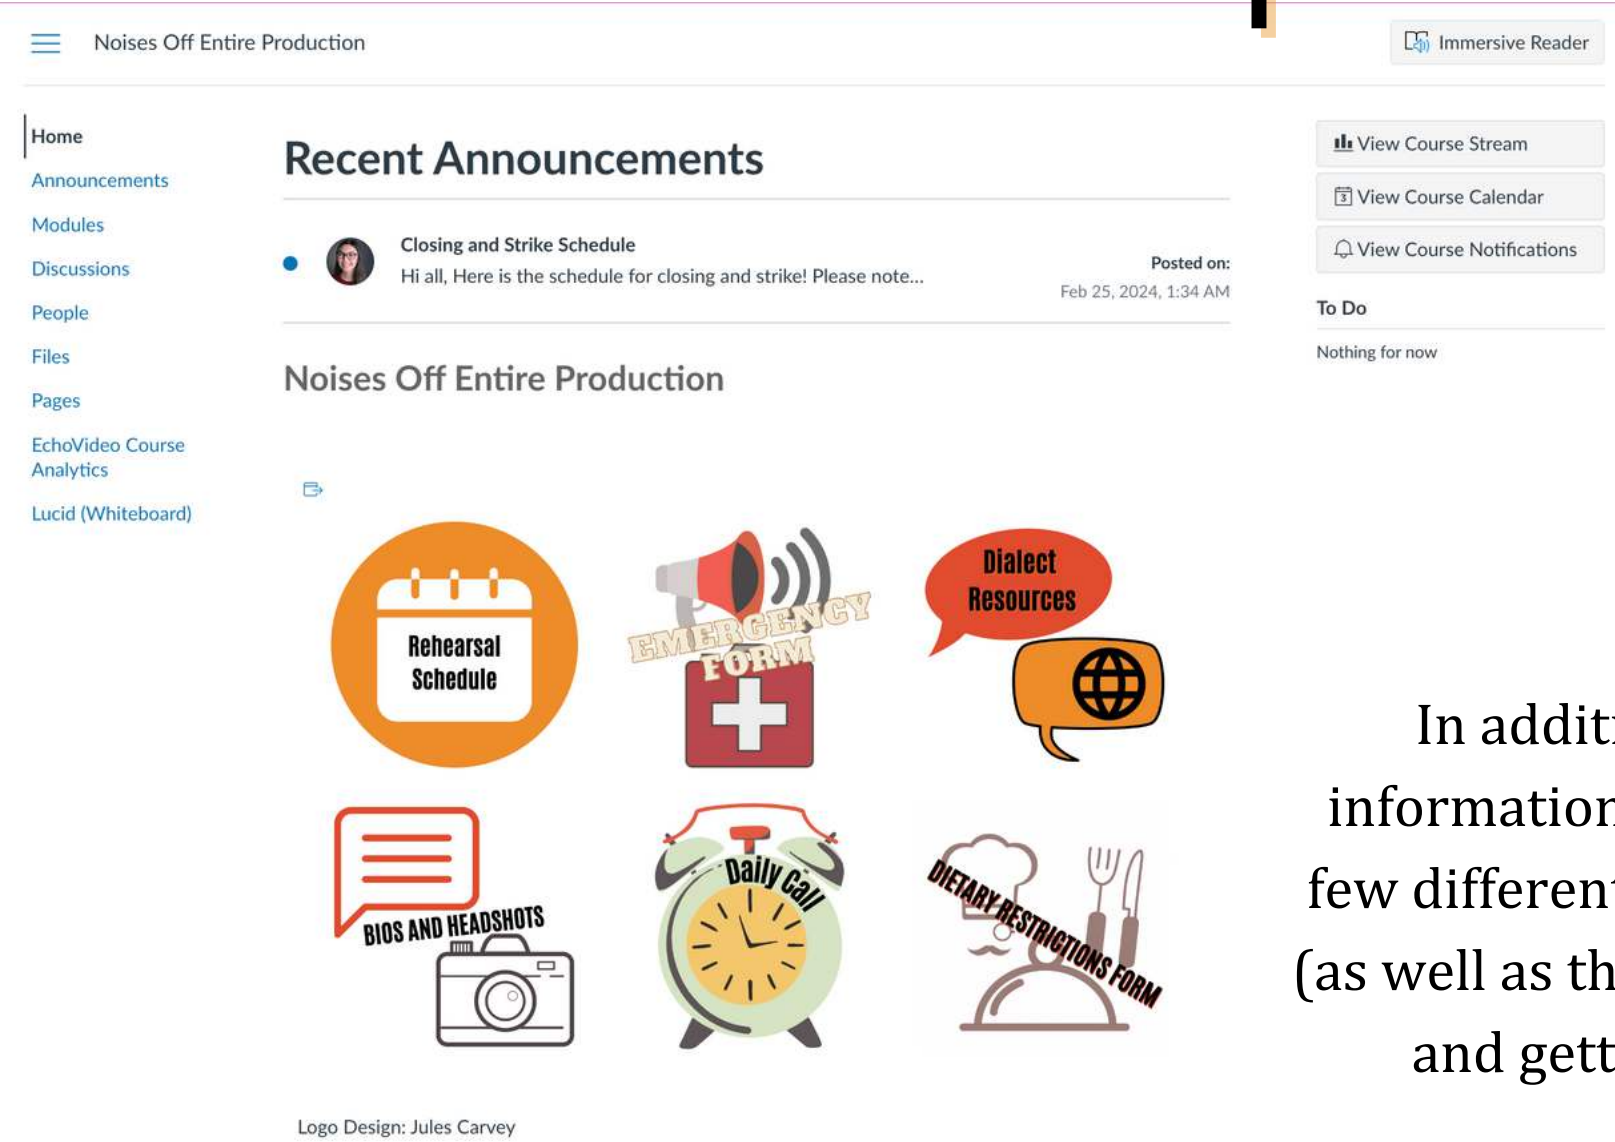 Noises Off Entire Production
Immersive Reader
Home
Announcements
Modules
Discussions
People
Files
Pages
EchoVideo Course
Analytics
Lucid (Whiteboard)
Recent Announcements
Closing and Strike Schedule
Hi all, Here is the schedule for closing and strike! Please note...
Posted on:
Feb 25, 2024, 1:34 AM
Noises Off Entire Production
Rehearsal
Schedule
EMERGENCY
FORM
Dialect
Resources
BIOS AND HEADSHOTS
Daily Call
DIETARY RESTRICTIONS FORM
Logo Design: Jules Carvey
View Course Stream
3
View Course Calendar
View Course Notifications
To Do
Nothing for now
In
information
few different
(as well as
and